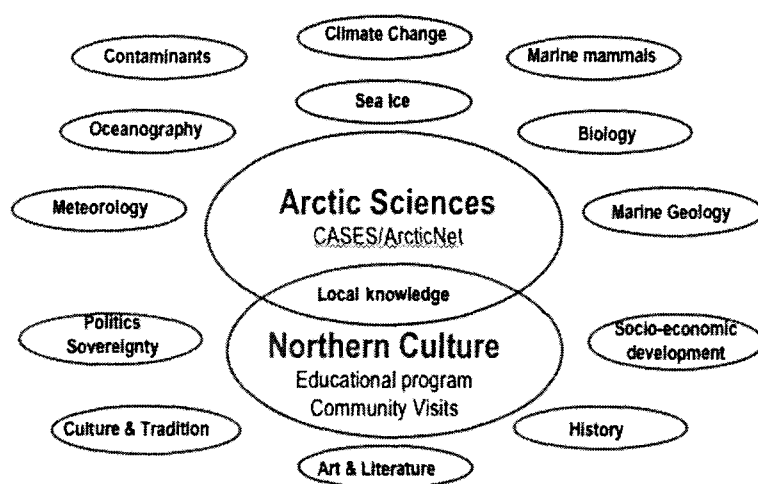 Climate Change
Contaminants
Marine mammals
Sea Ice
Oceanography
Biology
Arctic Sciences
CASES/ArcticNet
Meteorology
Marine Geology
Local knowledge
Politics
Sovereignty
Northern Culture
Educational program
Community Visits
Socio-economic
development
Culture & Tradition
History
Art & Literature